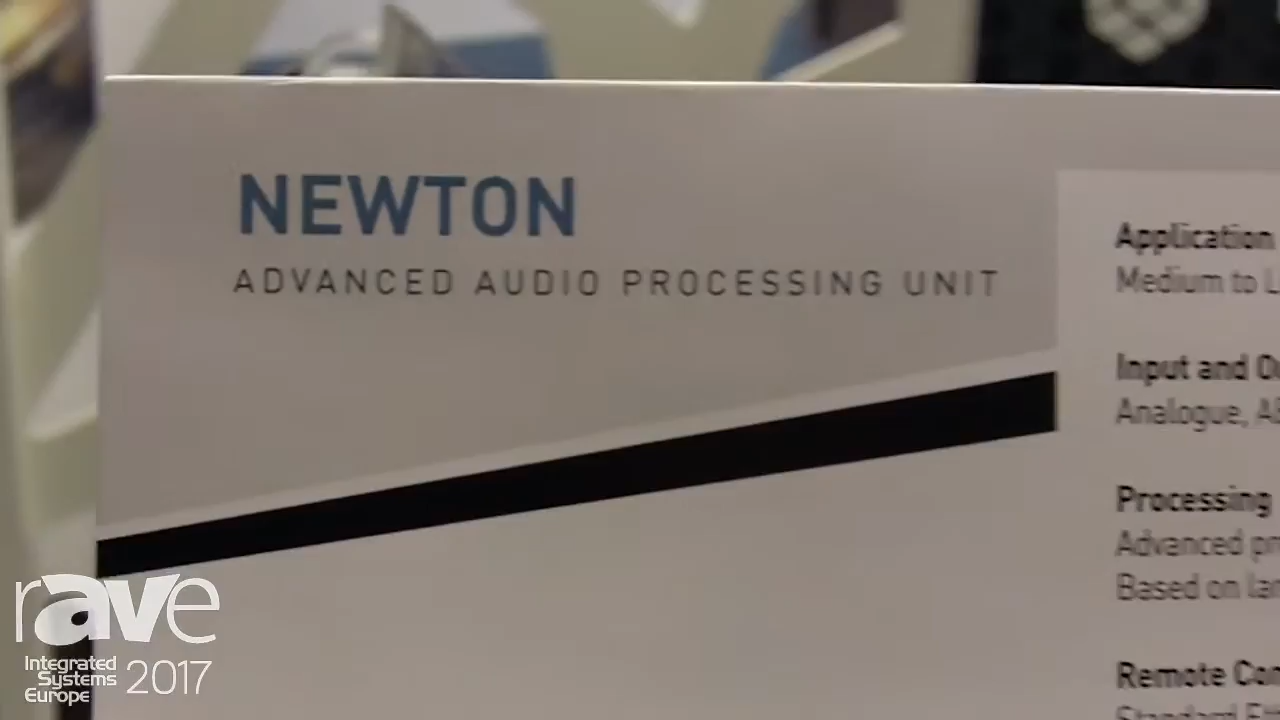 NEWTON
ADVANCED AUDIO PROCESSING UNIT
Application
Medium to
Input and
Analogue,
Processing
Advanced
Based on
Remote
rAVe
Integrated
Systems
Europe
2017